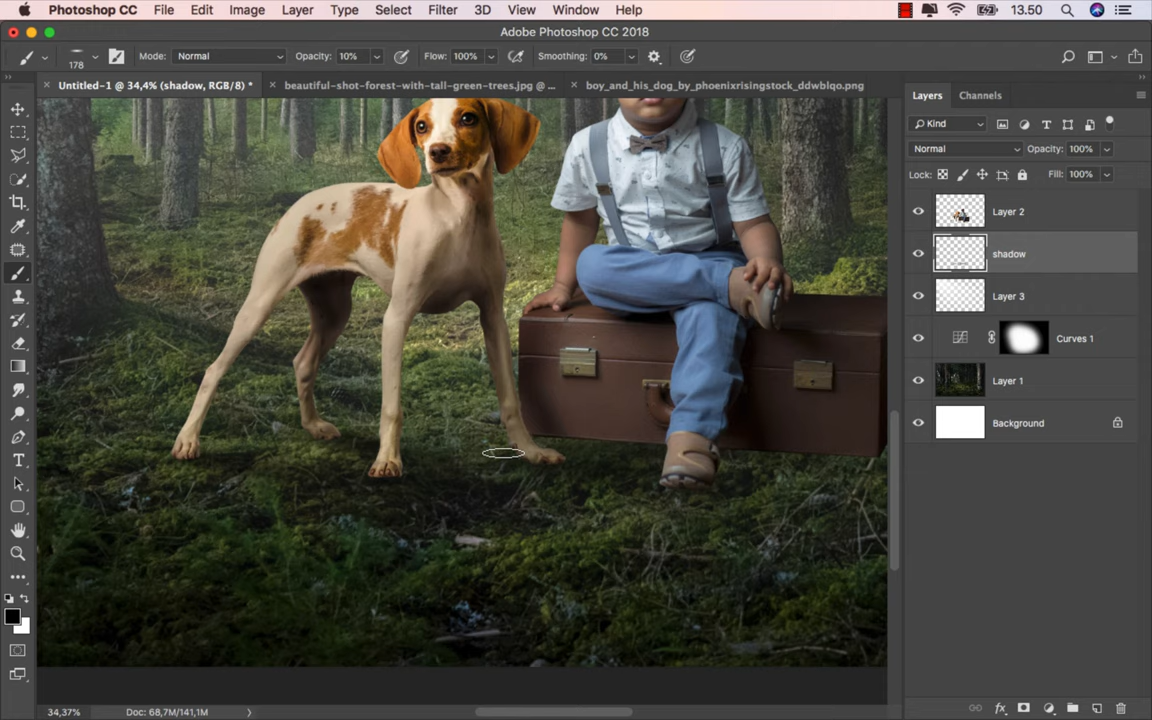 Photoshop CC File Edit Image Layer Type Select Filter 3D View Window Help 13.50
Adobe Photoshop CC 2018
178 Mode: Normal Opacity: 10% Flow: 100% Smoothing: 0%
Untitled-1 @ 34,4% (shadow, RGB/8) * beautiful-shot-forest-with-tall-green-trees.jpg @ ... boy_and_his_dog_by_phoenixrisingstock_ddwblqo.png
Layers Channels
Kind
Normal Opacity: 100%
Lock: Fill: 100%
Layer 2
shadow
Layer 3
Curves 1
Layer 1
Background
34,37% Doc: 68,7M/141,1M